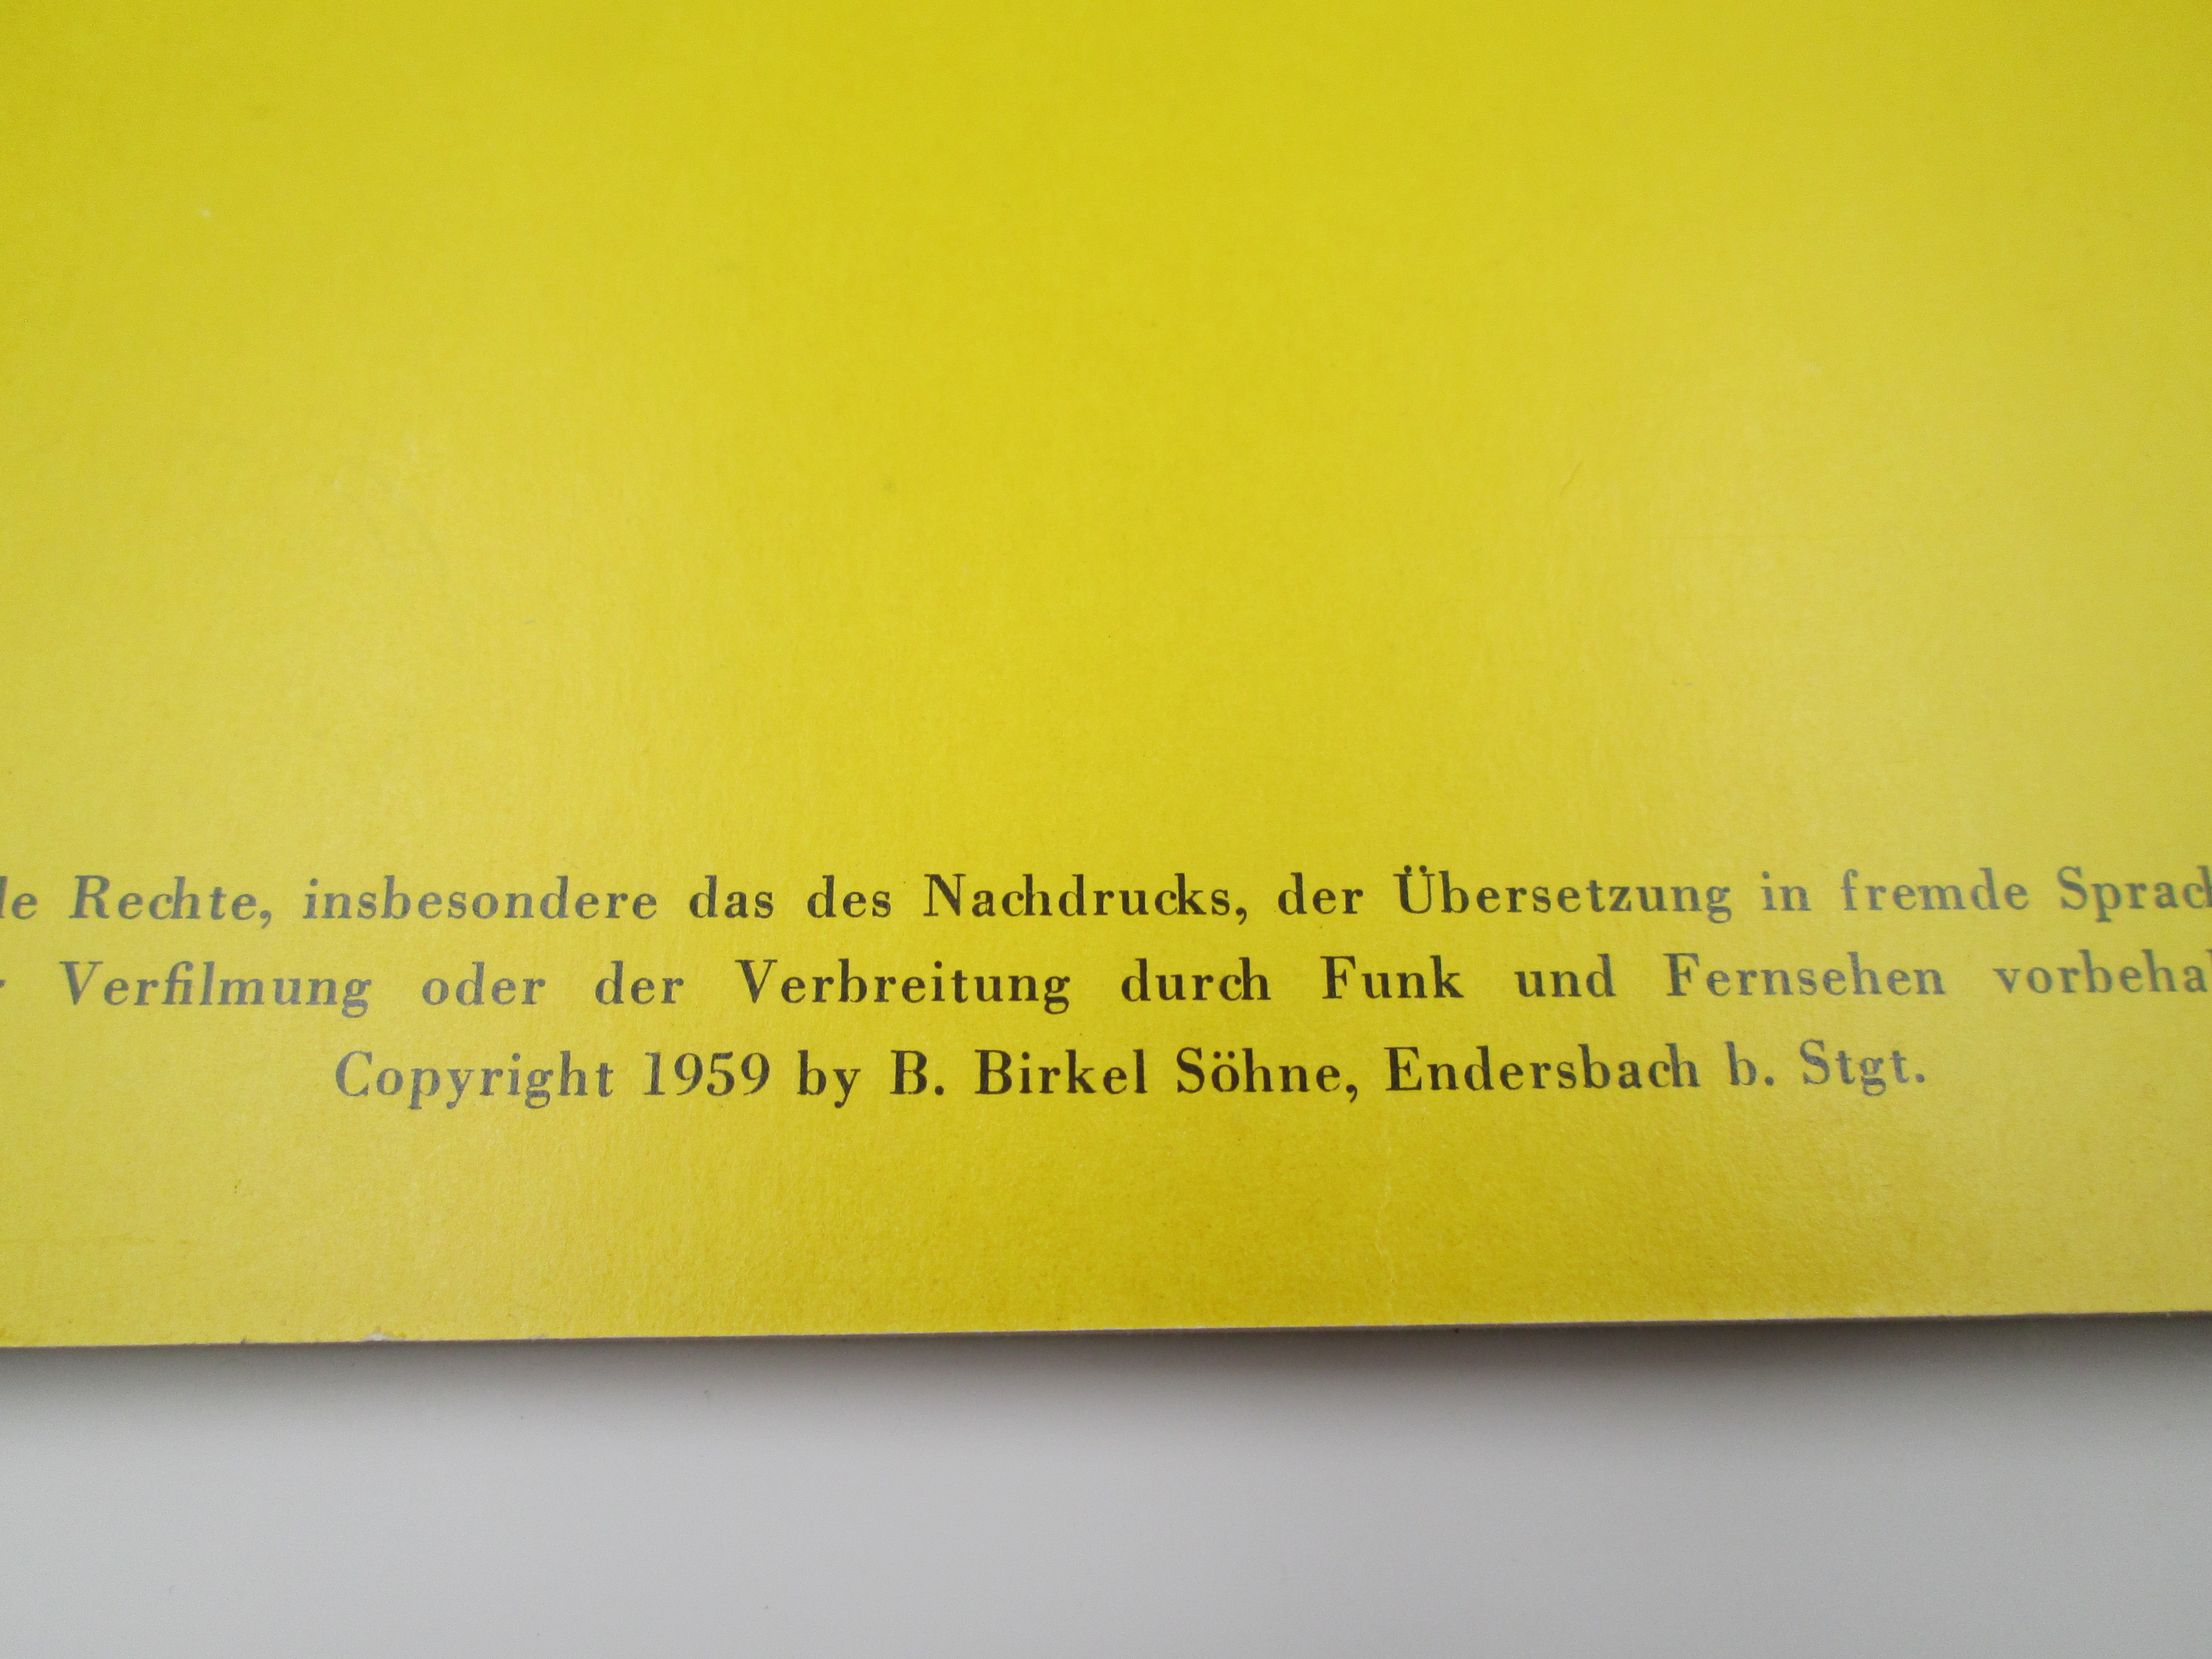 le Rechte, insbesondere das des Nachdrucks, der Übersetzung in fremde Sprach
Verfilmung oder der Verbreitung durch Funk und Fernsehen vorbehal
Copyright 1959 by B. Birkel Söhne, Endersbach b. Stgt.